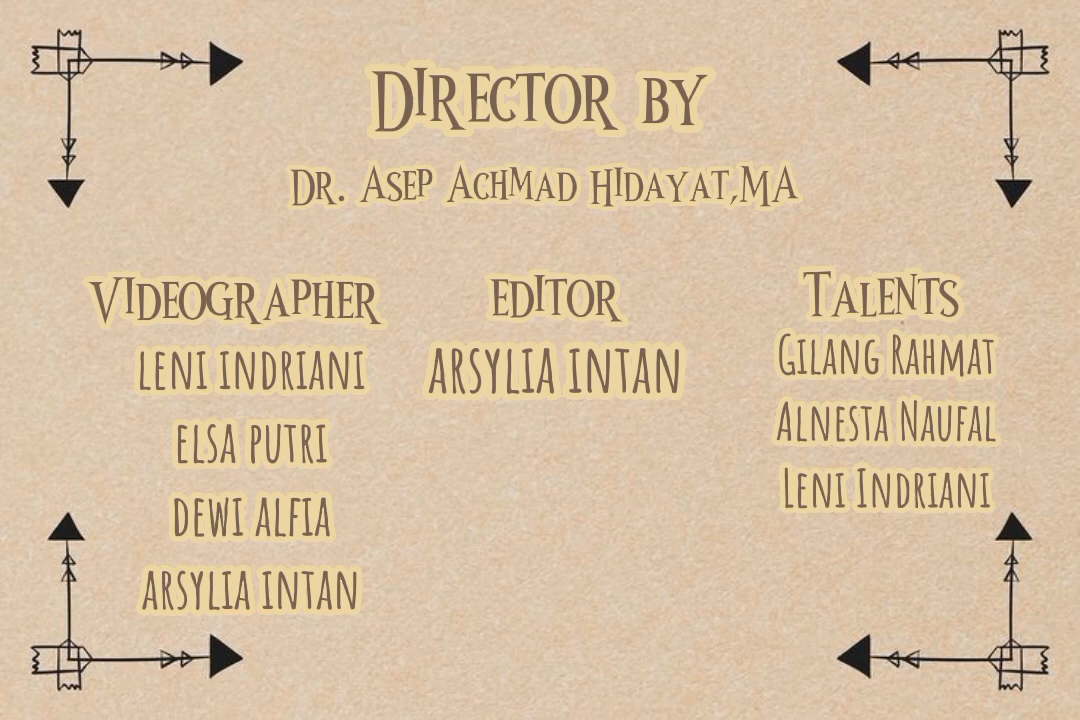 Director by
Dr. Asep Achmad Hidayat,MA
Videographer
LENI INDRIANI
ELSA PUTRI
DEWI ALFIA
ARSYLIA INTAN
EDITOR
ARSYLIA INTAN
Talents
Gilang Rahmat
Alnesta Naufal
Leni Indriani